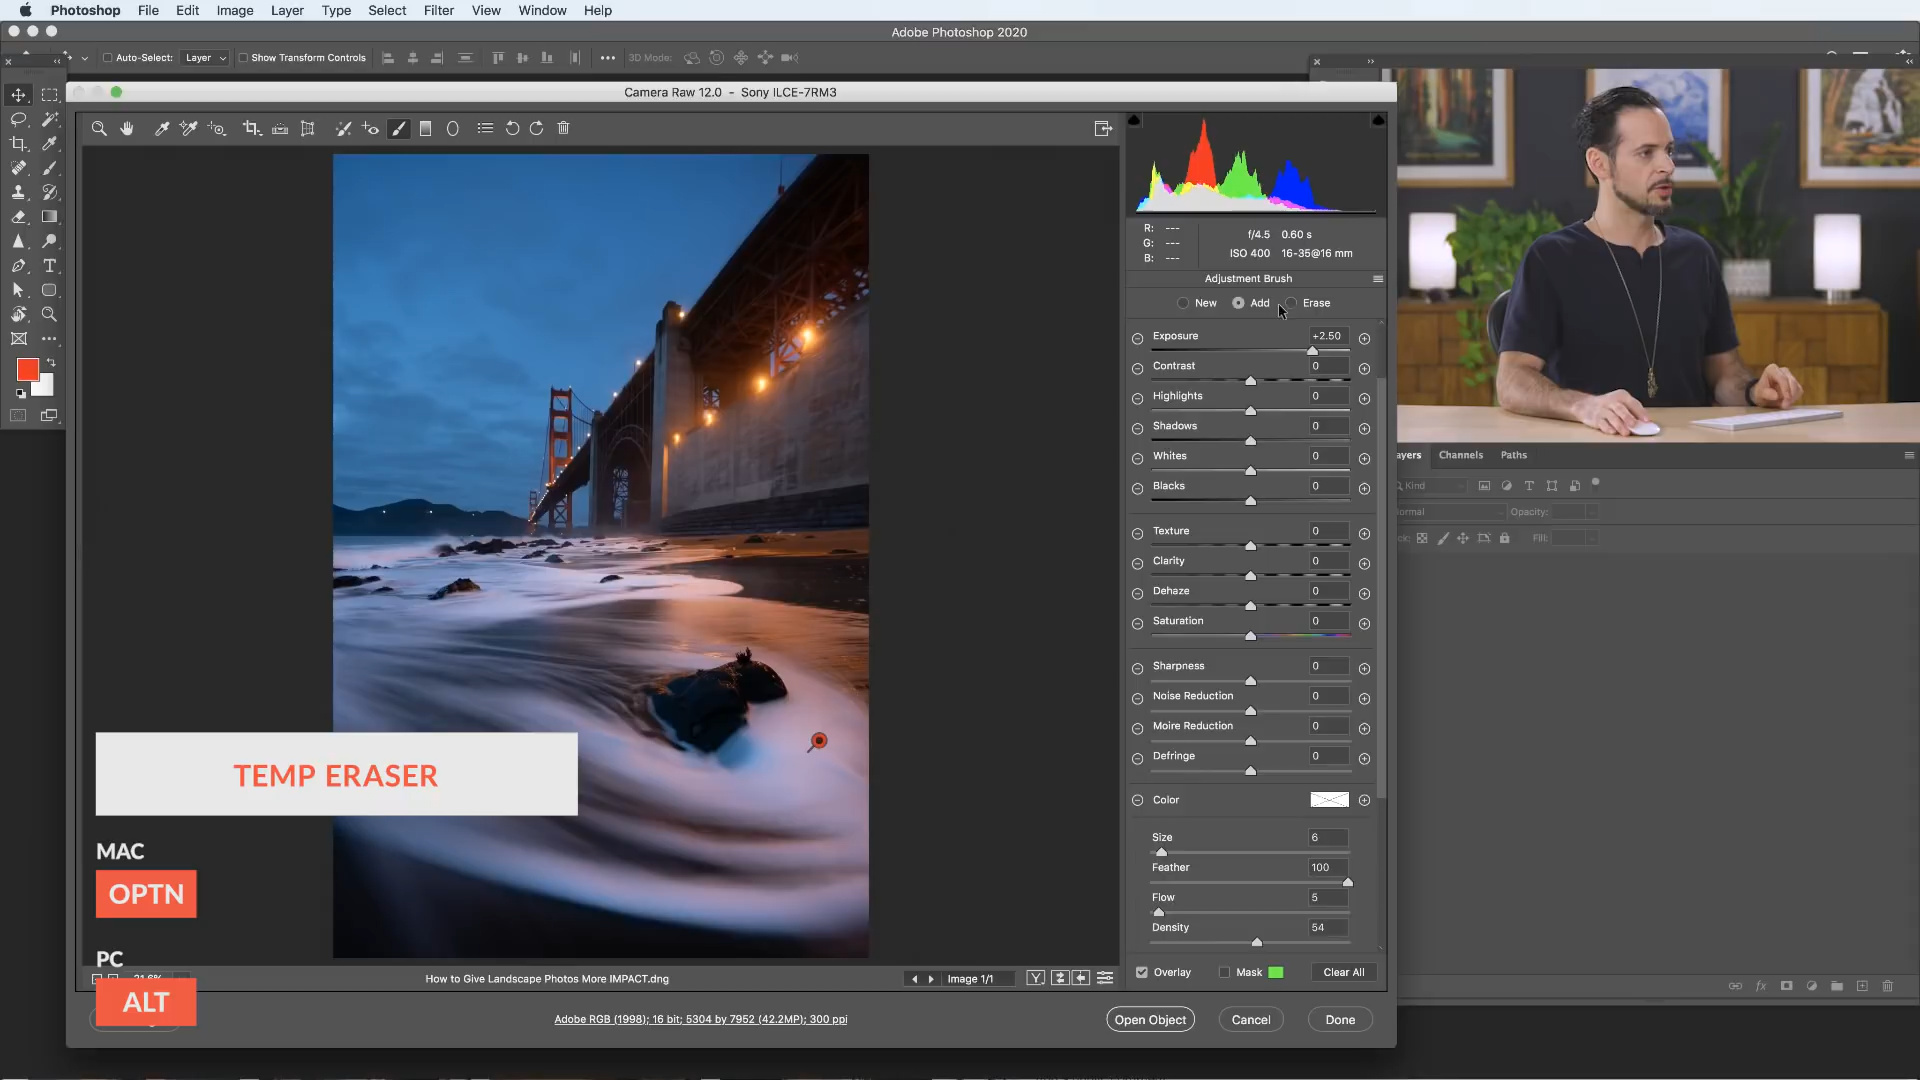 Photoshop File Edit Image Layer Type Select Filter View Window Help
Adobe Photoshop 2020
Auto-Select: Layer Show Transform Controls 3D Mode:
Camera Raw 12.0 - Sony ILCE-7RM3
R: ---
G: ---
B: ---
f/4.5 0.60 s
ISO 400 16-35@16 mm
Adjustment Brush
New Add Erase
Exposure +2.50
Contrast 0
Highlights 0
Shadows 0
Whites 0
Blacks 0
Texture 0
Clarity 0
Dehaze 0
Saturation 0
Sharpness 0
Noise Reduction 0
Moire Reduction 0
Defringe 0
Color
Size 6
Feather 100
Flow 5
Density 54
Overlay Mask Clear All
ayers Channels Paths
Kind
ormal Opacity:
ck: Fill:
TEMP ERASER
MAC
OPTN
PC
ALT
How to Give Landscape Photos More IMPACT.dng
Image 1/1
Y
Adobe RGB (1998); 16 bit; 5304 by 7952 (42.2MP); 300 ppi
Open Object Cancel Done